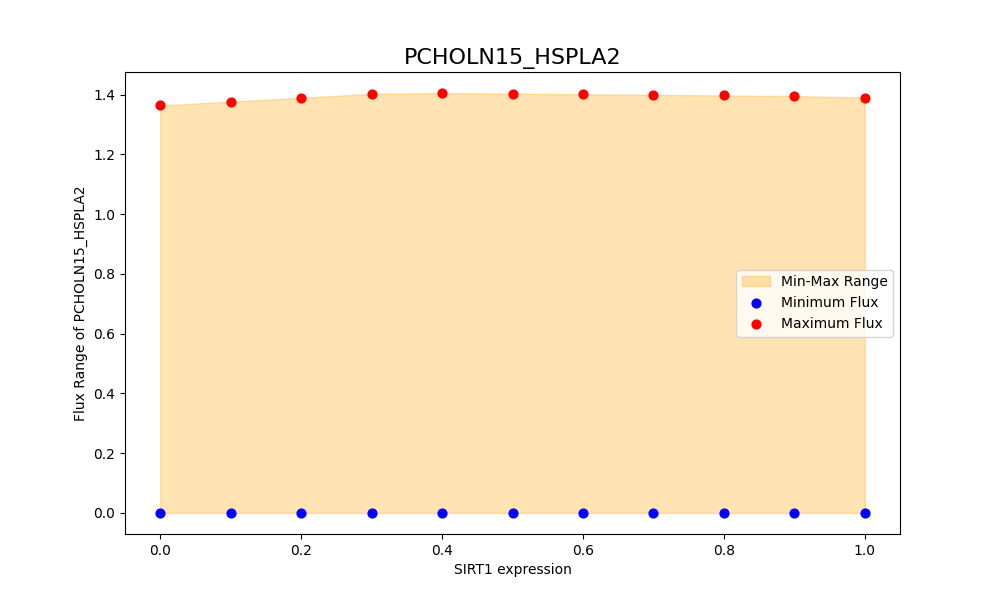 PCHOLN15_HSPLA2
Flux Range of PCHOLN15_HSPLA2
1.4
1.2
1.0
0.8
0.6
0.4
0.2
0.0
Min-Max Range
Minimum Flux
Maximum Flux
0.0 0.2 0.4 0.6 0.8 1.0
SIRT1 expression